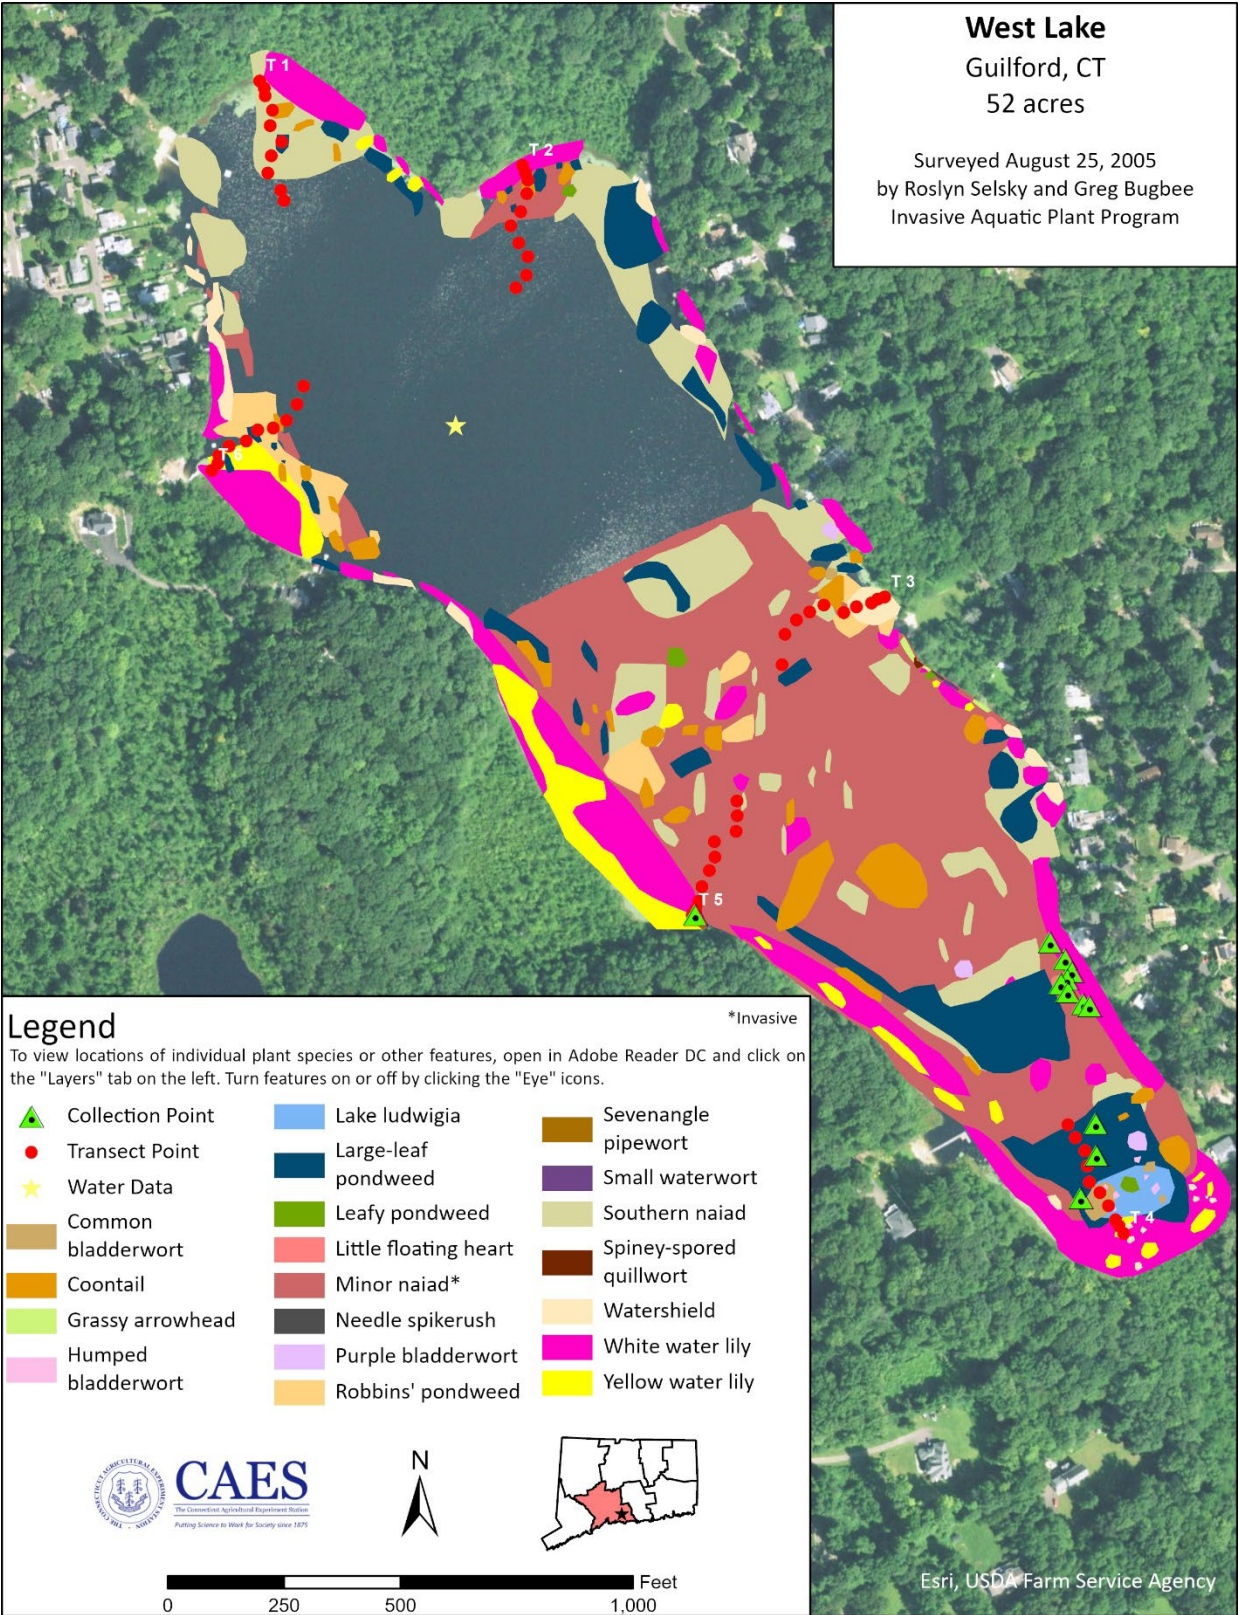 West Lake
Guilford, CT
52 acres
Surveyed August 25, 2005
by Roslyn Selsky and Greg Bugbee
Invasive Aquatic Plant Program
T 1
T 2
T 6
T 3
T 5
T 4
Legend
*Invasive
To view locations of individual plant species or other features, open in Adobe Reader DC and click on
the "Layers" tab on the left. Turn features on or off by clicking the "Eye" icons.
Collection Point
Transect Point
Water Data
Common
bladderwort
Coontail
Grassy arrowhead
Humped
bladderwort
Lake ludwigia
Large-leaf
pondweed
Leafy pondweed
Little floating heart
Minor naiad*
Needle spikerush
Purple bladderwort
Robbins' pondweed
Sevenangle
pipewort
Small waterwort
Southern naiad
Spiney-spored
quillwort
Watershield
White water lily
Yellow water lily
THE CONNECTICUT AGRICULTURAL EXPERIMENT STATION
CAES
The Connecticut Agricultural Experiment Station
Putting Science to Work for Society since 1875
N
Feet
0 250 500 1,000
Esri, USDA Farm Service Agency